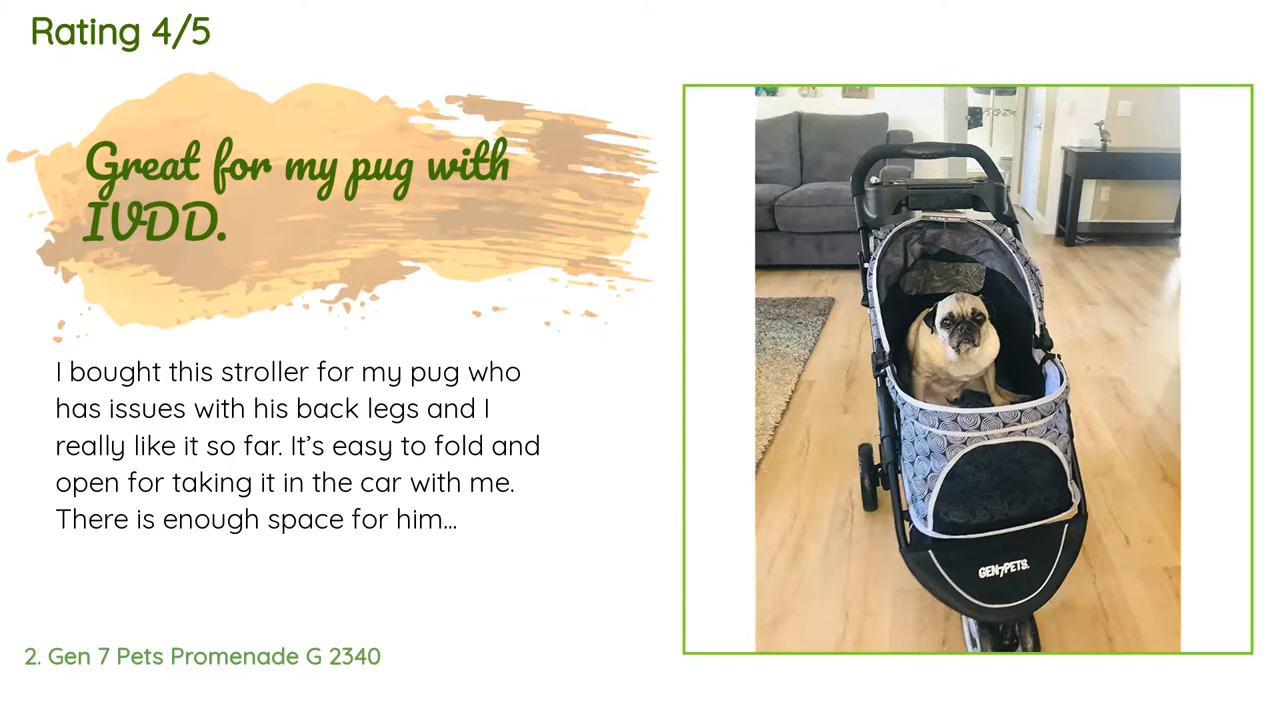 Rating 4/5
Great for my pug with
IVDD.
I bought this stroller for my pug who
has issues with his back legs and I
really like it so far. It’s easy to fold and
open for taking it in the car with me.
There is enough space for him...
GEN7PETS.
2. Gen 7 Pets Promenade G 2340